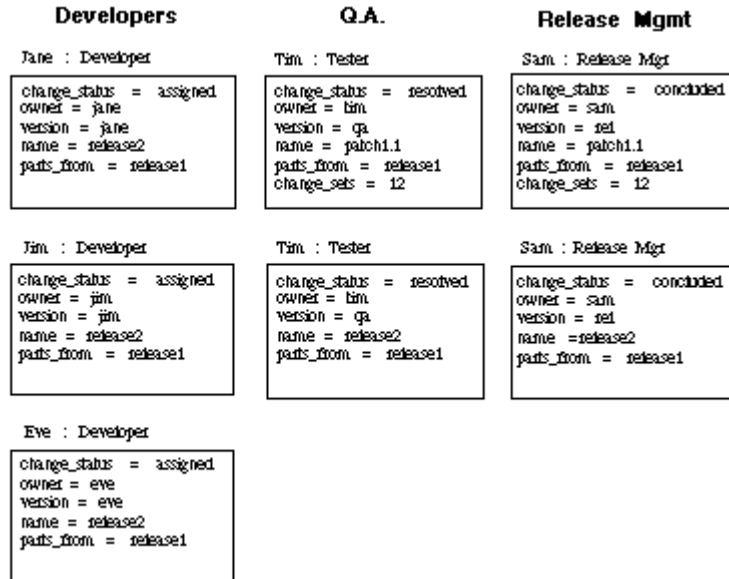 Developers
Jane : Developer
change_status = assigned
owner = jane
version = jane
name = release2
parts_from = release1
Jim : Developer
change_status = assigned
owner = jim
version = jim
name = release2
parts_from = release1
Eve : Developer
change_status = assigned
owner = eve
version = eve
name = release2
parts_from = release1
Q.A.
Tim : Tester
change_status = resolved
owner = tim
version = qa
name = patch1.1
parts_from = release1
change_sets = 12
Tim : Tester
change_status = resolved
owner = tim
version = qa
name = release2
parts_from = release1
Release Mgmt
Sam : Release Mgr
change_status = concluded
owner = sam
version = rel
name = patch1.1
parts_from = release1
change_sets = 12
Sam : Release Mgr
change_status = concluded
owner = sam
version = rel
name =release2
parts_from = release1